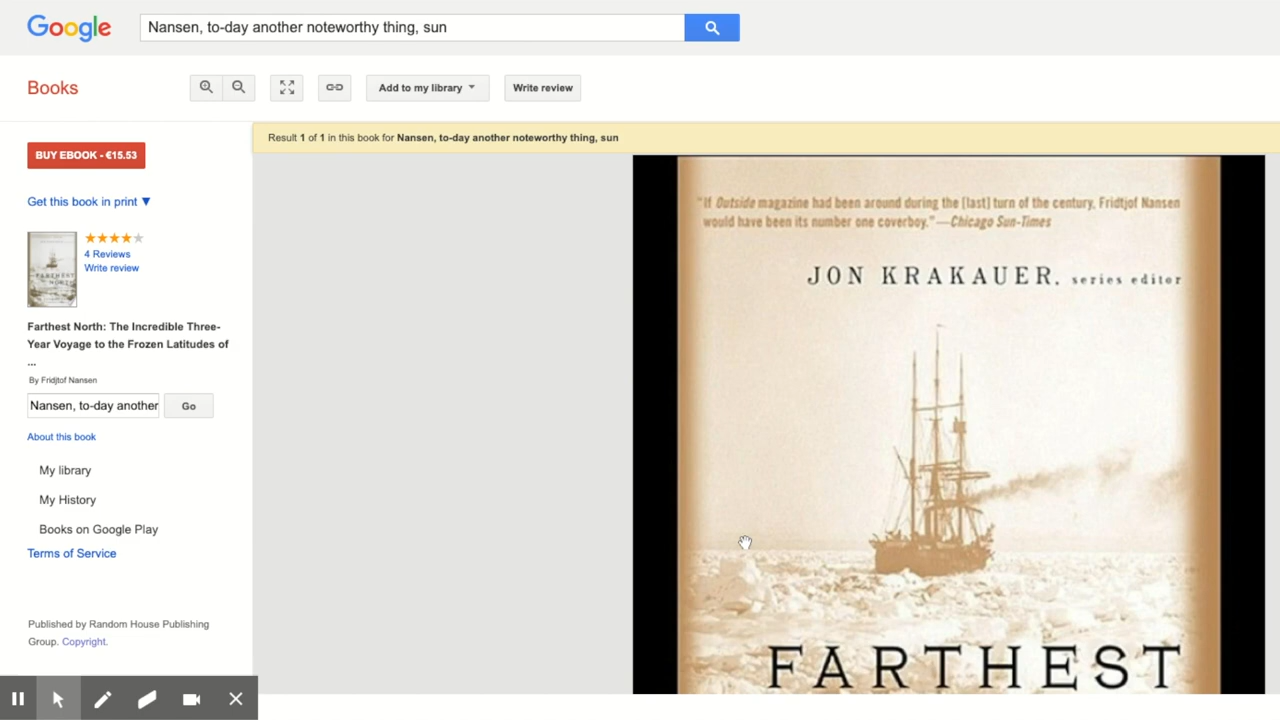 Google
Nansen, to-day another noteworthy thing, sun
Books
Add to my library
Write review
Result 1 of 1 in this book for Nansen, to-day another noteworthy thing, sun
BUY EBOOK - €15.53
Get this book in print ▼
4 Reviews
Write review
Farthest North: The Incredible Three-
Year Voyage to the Frozen Latitudes of
...
By Fridjtof Nansen
Nansen, to-day another
Go
About this book
My library
My History
Books on Google Play
Terms of Service
Published by Random House Publishing
Group. Copyright.
"If Outside magazine had been around during the [last] turn of the century, Fridtjof Nansen
would have been its number one coverboy."—Chicago Sun-Times
JON KRAKAUER, series editor
FARTHEST